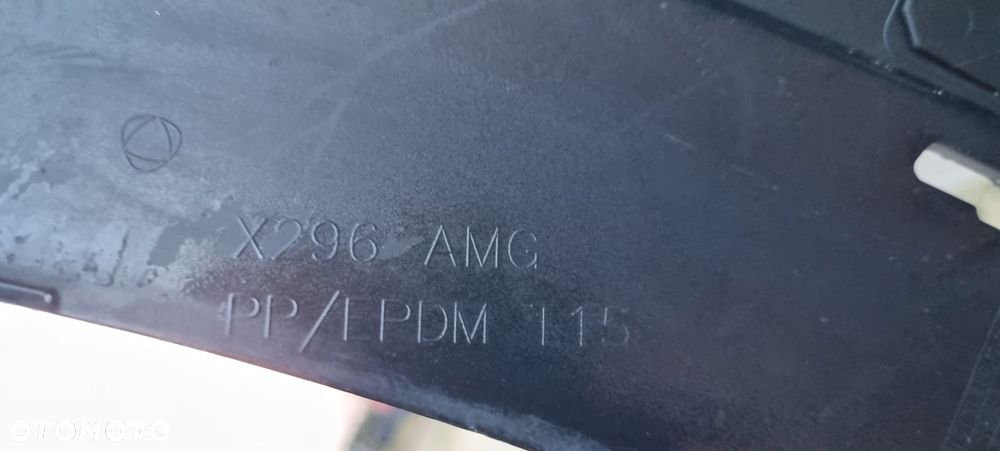 X296 AMG
PP/EPDM T15
OTOMOTO